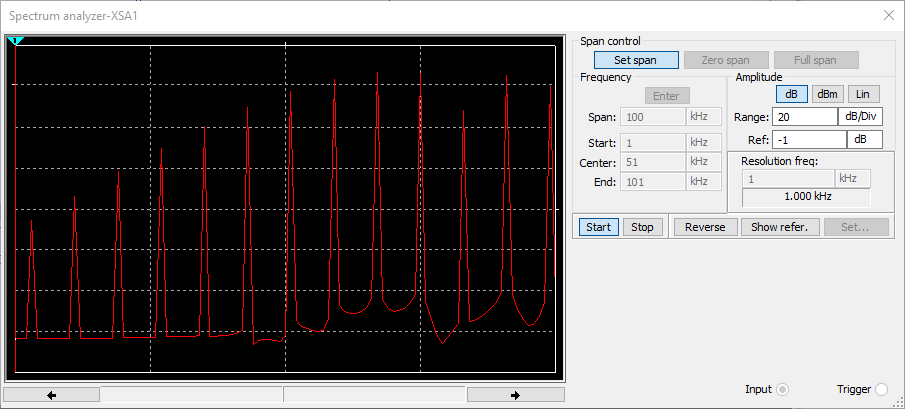 Spectrum analyzer-XSA1
1
Span control
Set span Zero span Full span
Frequency
Enter
Span: 100 kHz
Start: 1 kHz
Center: 51 kHz
End: 101 kHz
Amplitude
dB dBm Lin
Range: 20 dB/Div
Ref: -1 dB
Resolution freq:
1 kHz
1.000 kHz
Start Stop Reverse Show refer. Set...
Input Trigger